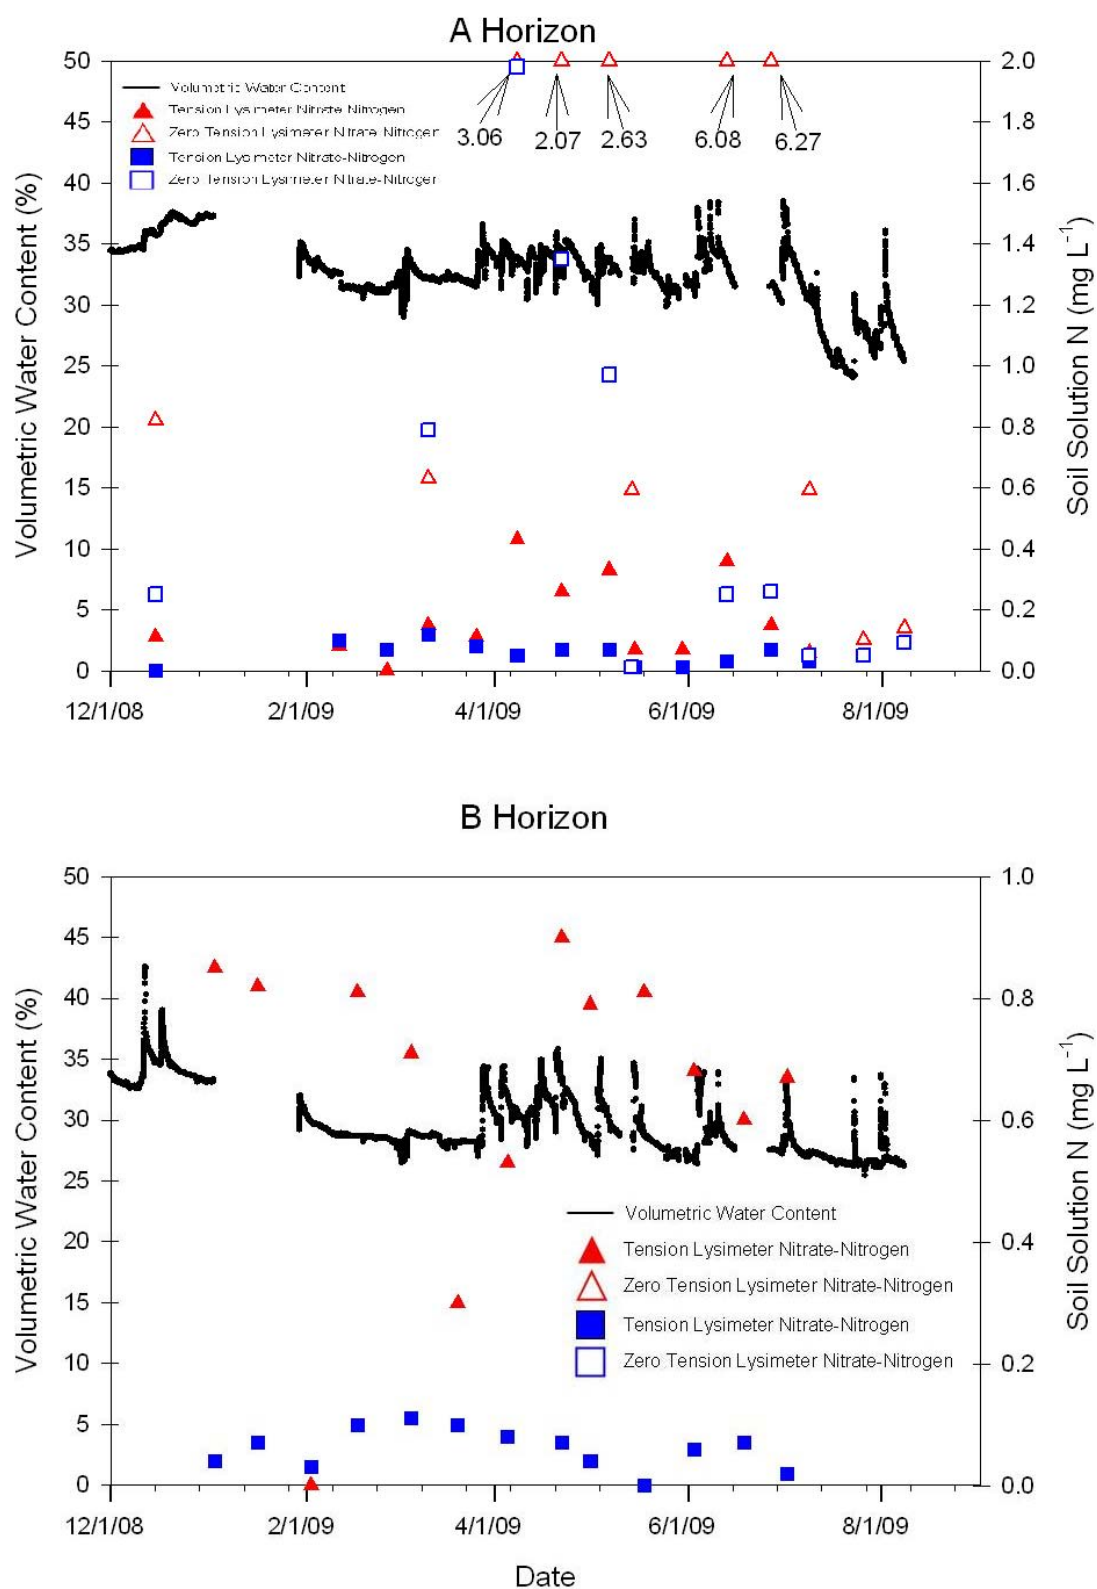 A Horizon
50 2.0
Volumetric Water Content
Tension Lysimeter Nitrate-Nitrogen
Zero Tension Lysimeter Nitrate-Nitrogen
Tension Lysimeter Nitrate-Nitrogen
Zero Tension Lysimeter Nitrate-Nitrogen
3.06 2.07 2.63 6.08 6.27
45 1.8
40 1.6
35 1.4
30 1.2
25 1.0
20 0.8
15 0.6
10 0.4
5 0.2
0 0.0
Volumetric Water Content (%)
Soil Solution N (mg L⁻¹)
12/1/08 2/1/09 4/1/09 6/1/09 8/1/09
B Horizon
50 1.0
45
40 0.8
35
30 0.6
25
20 0.4
15
10 0.2
5
0 0.0
Volumetric Water Content (%)
Soil Solution N (mg L⁻¹)
Volumetric Water Content
Tension Lysimeter Nitrate-Nitrogen
Zero Tension Lysimeter Nitrate-Nitrogen
Tension Lysimeter Nitrate-Nitrogen
Zero Tension Lysimeter Nitrate-Nitrogen
12/1/08 2/1/09 4/1/09 6/1/09 8/1/09
Date